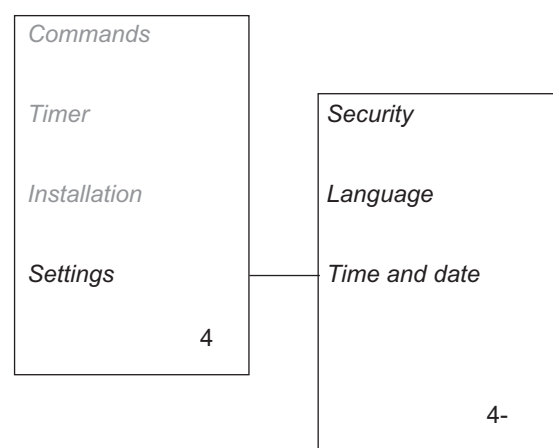 Commands
Timer
Installation
Settings
4
Security
Language
Time and date
4-